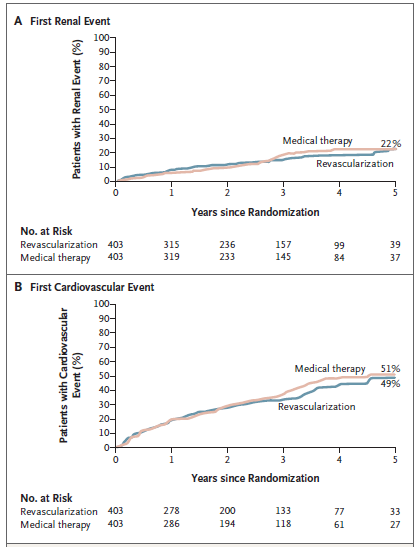 A First Renal Event
Patients with Renal Event (%)
100
90
80
70
60
50
40
30
20
10
0
Medical therapy
22%
Revascularization
0 1 2 3 4 5
Years since Randomization
No. at Risk
Revascularization 403 315 236 157 99 39
Medical therapy 403 319 233 145 84 37
B First Cardiovascular Event
Patients with Cardiovascular
Event (%)
100
90
80
70
60
50
40
30
20
10
0
Medical therapy 51%
49%
Revascularization
0 1 2 3 4 5
Years since Randomization
No. at Risk
Revascularization 403 278 200 133 77 33
Medical therapy 403 286 194 118 61 27